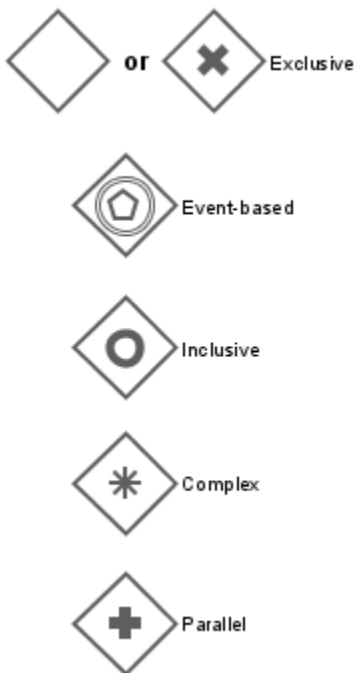 or Exclusive
Event-based
Inclusive
Complex
Parallel